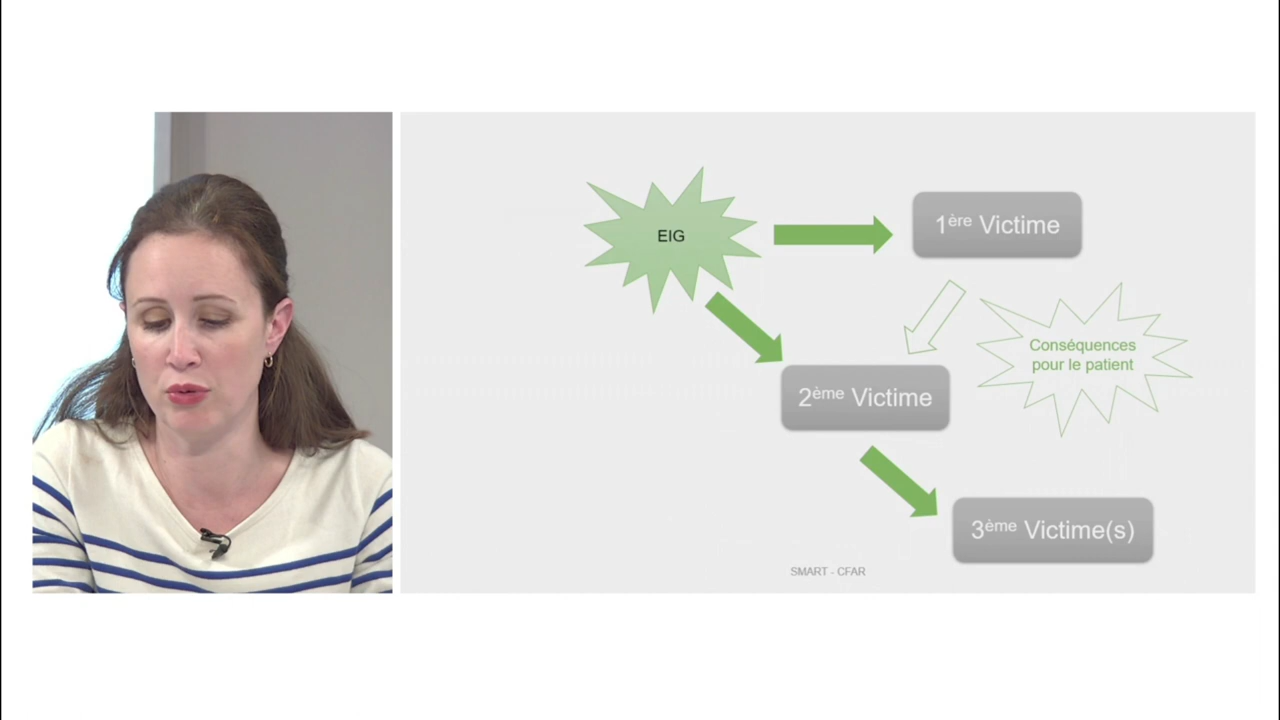 EIG
1ère Victime
Conséquences
pour le patient
2ème Victime
3ème Victime(s)
SMART - CFAR